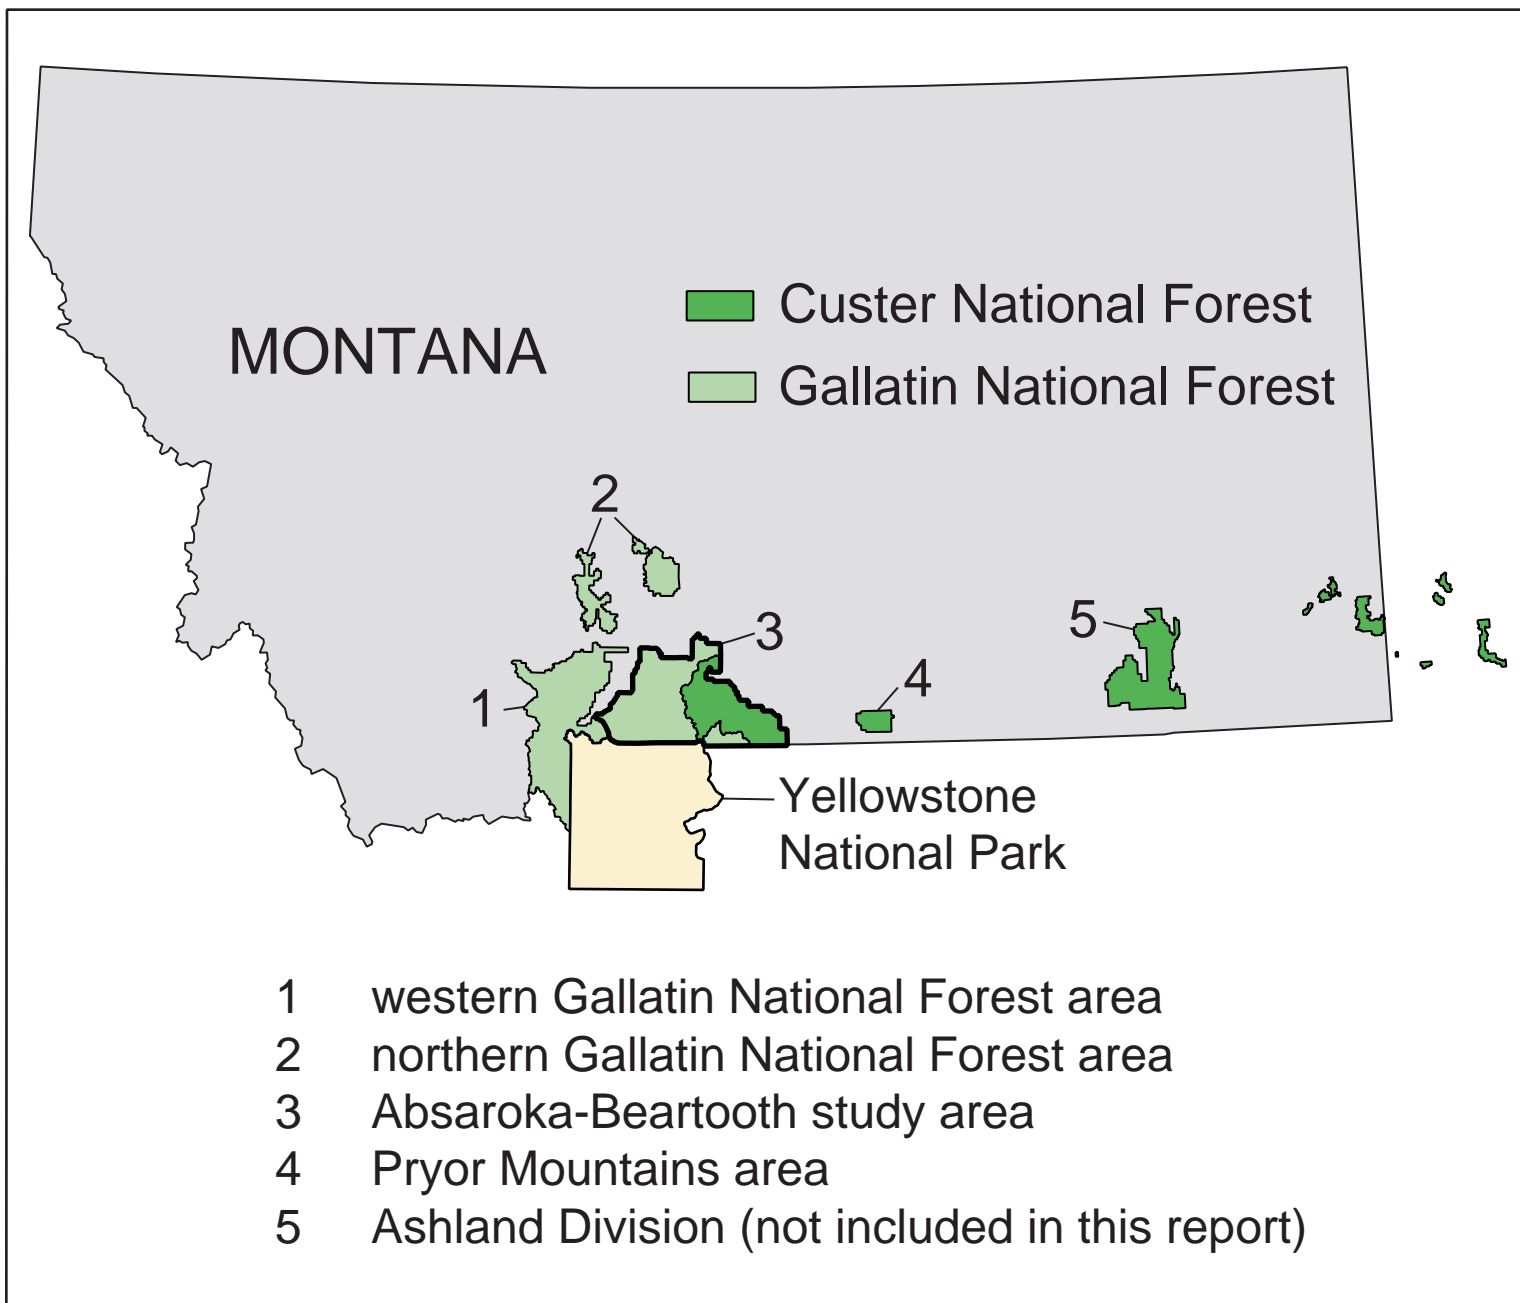 MONTANA
Custer National Forest
Gallatin National Forest
2
3
5
4
1
Yellowstone
National Park
1 western Gallatin National Forest area
2 northern Gallatin National Forest area
3 Absaroka-Beartooth study area
4 Pryor Mountains area
5 Ashland Division (not included in this report)